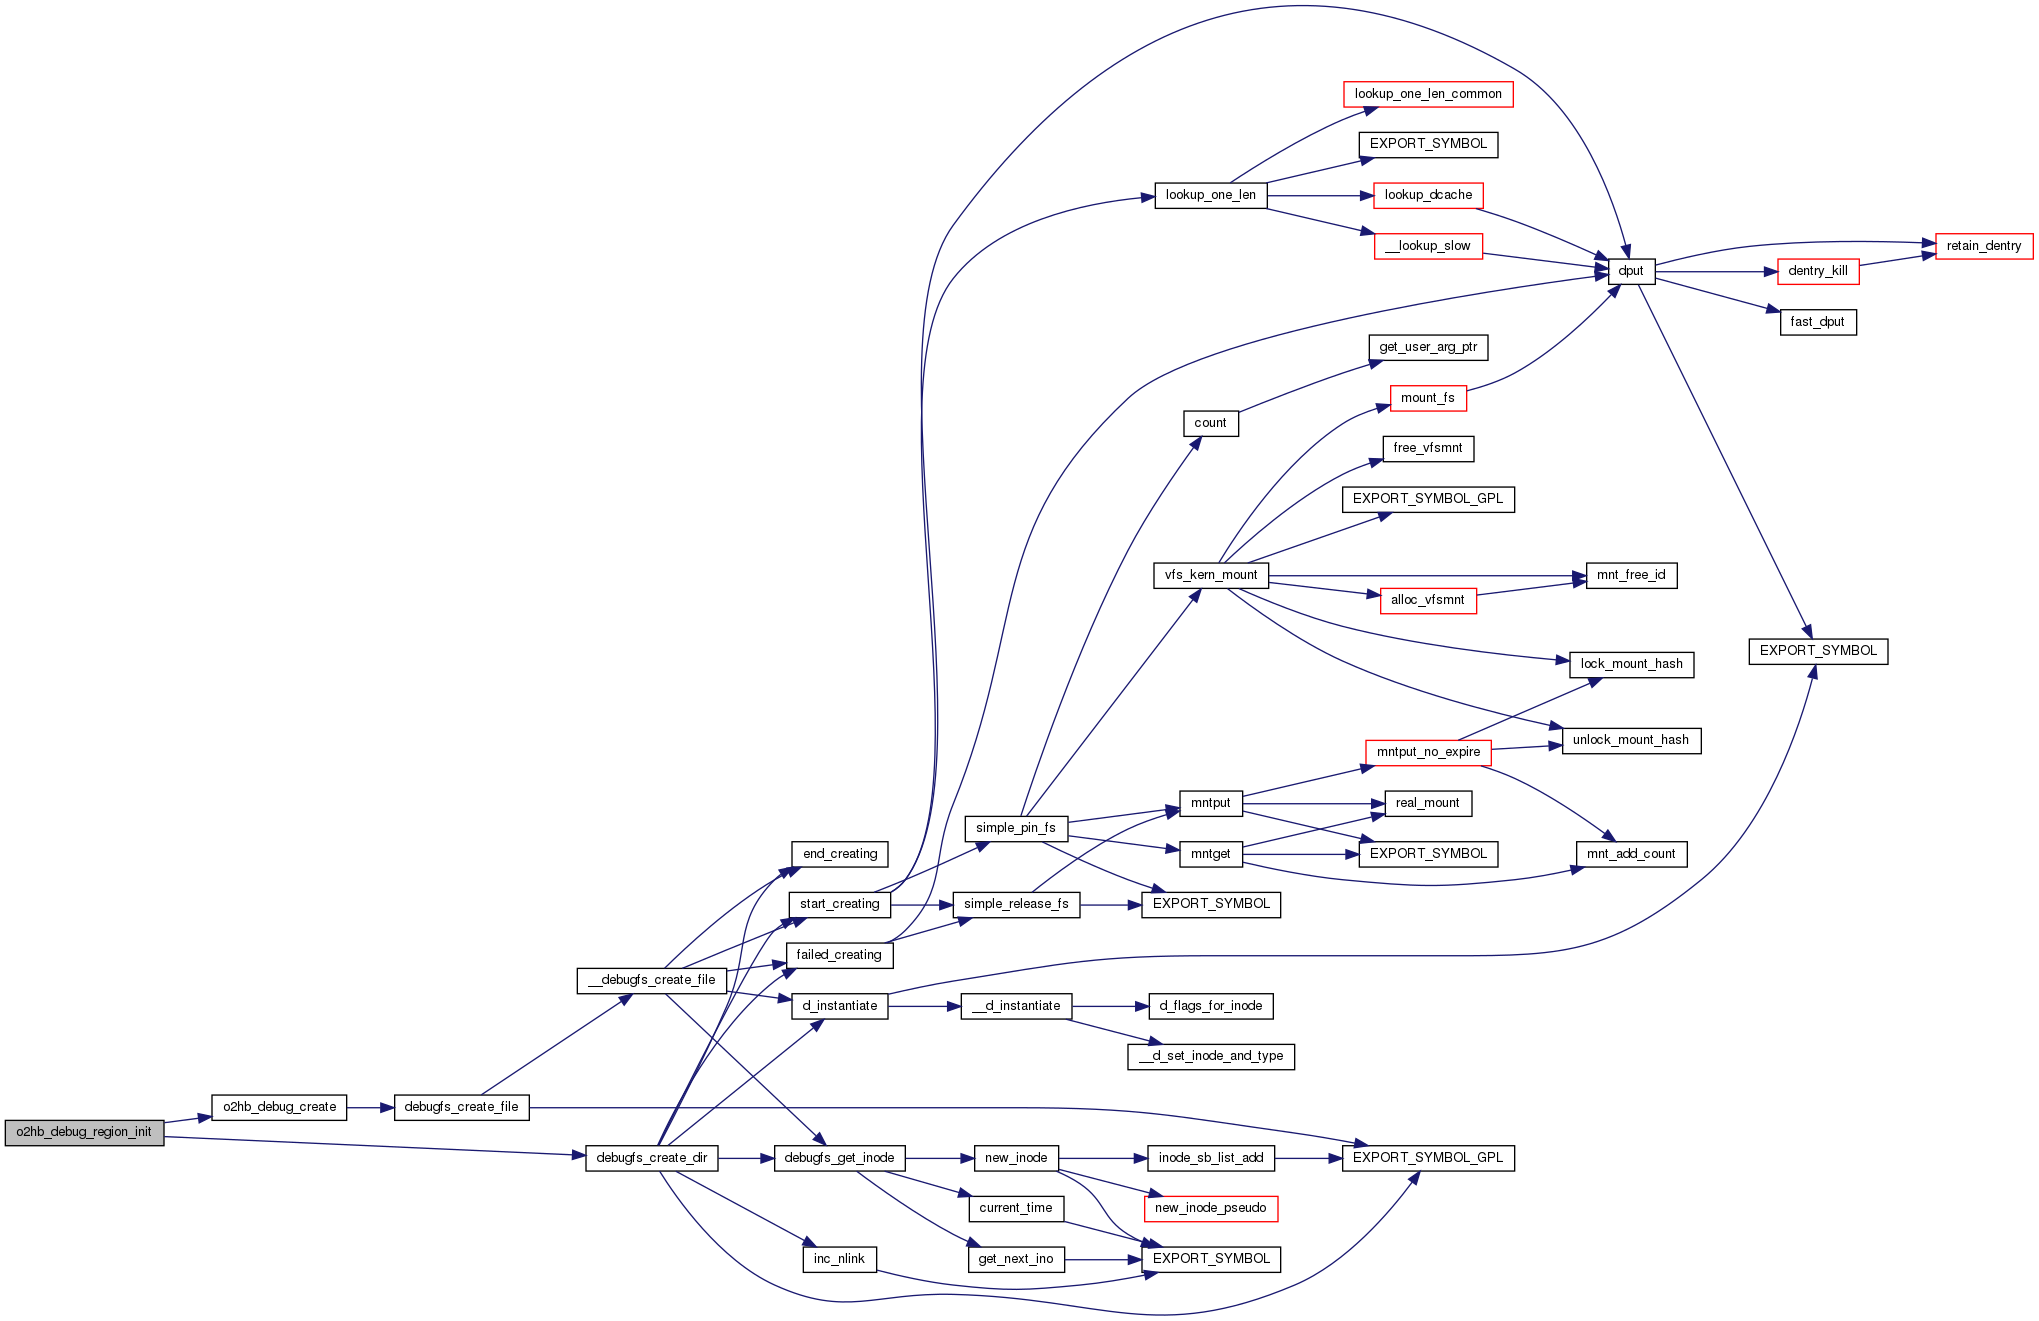 lookup_one_len_common
EXPORT_SYMBOL
lookup_one_len
lookup_dcache
__lookup_slow
retain_dentry
dput
dentry_kill
fast_dput
get_user_arg_ptr
mount_fs
count
free_vfsmnt
EXPORT_SYMBOL_GPL
vfs_kern_mount
mnt_free_id
alloc_vfsmnt
EXPORT_SYMBOL
lock_mount_hash
unlock_mount_hash
mntput_no_expire
mntput
real_mount
simple_pin_fs
end_creating
mntget
EXPORT_SYMBOL
mnt_add_count
start_creating
simple_release_fs
EXPORT_SYMBOL
failed_creating
__debugfs_create_file
d_instantiate
__d_instantiate
d_flags_for_inode
__d_set_inode_and_type
o2hb_debug_create
debugfs_create_file
o2hb_debug_region_init
debugfs_create_dir
debugfs_get_inode
new_inode
inode_sb_list_add
EXPORT_SYMBOL_GPL
current_time
new_inode_pseudo
inc_nlink
get_next_ino
EXPORT_SYMBOL